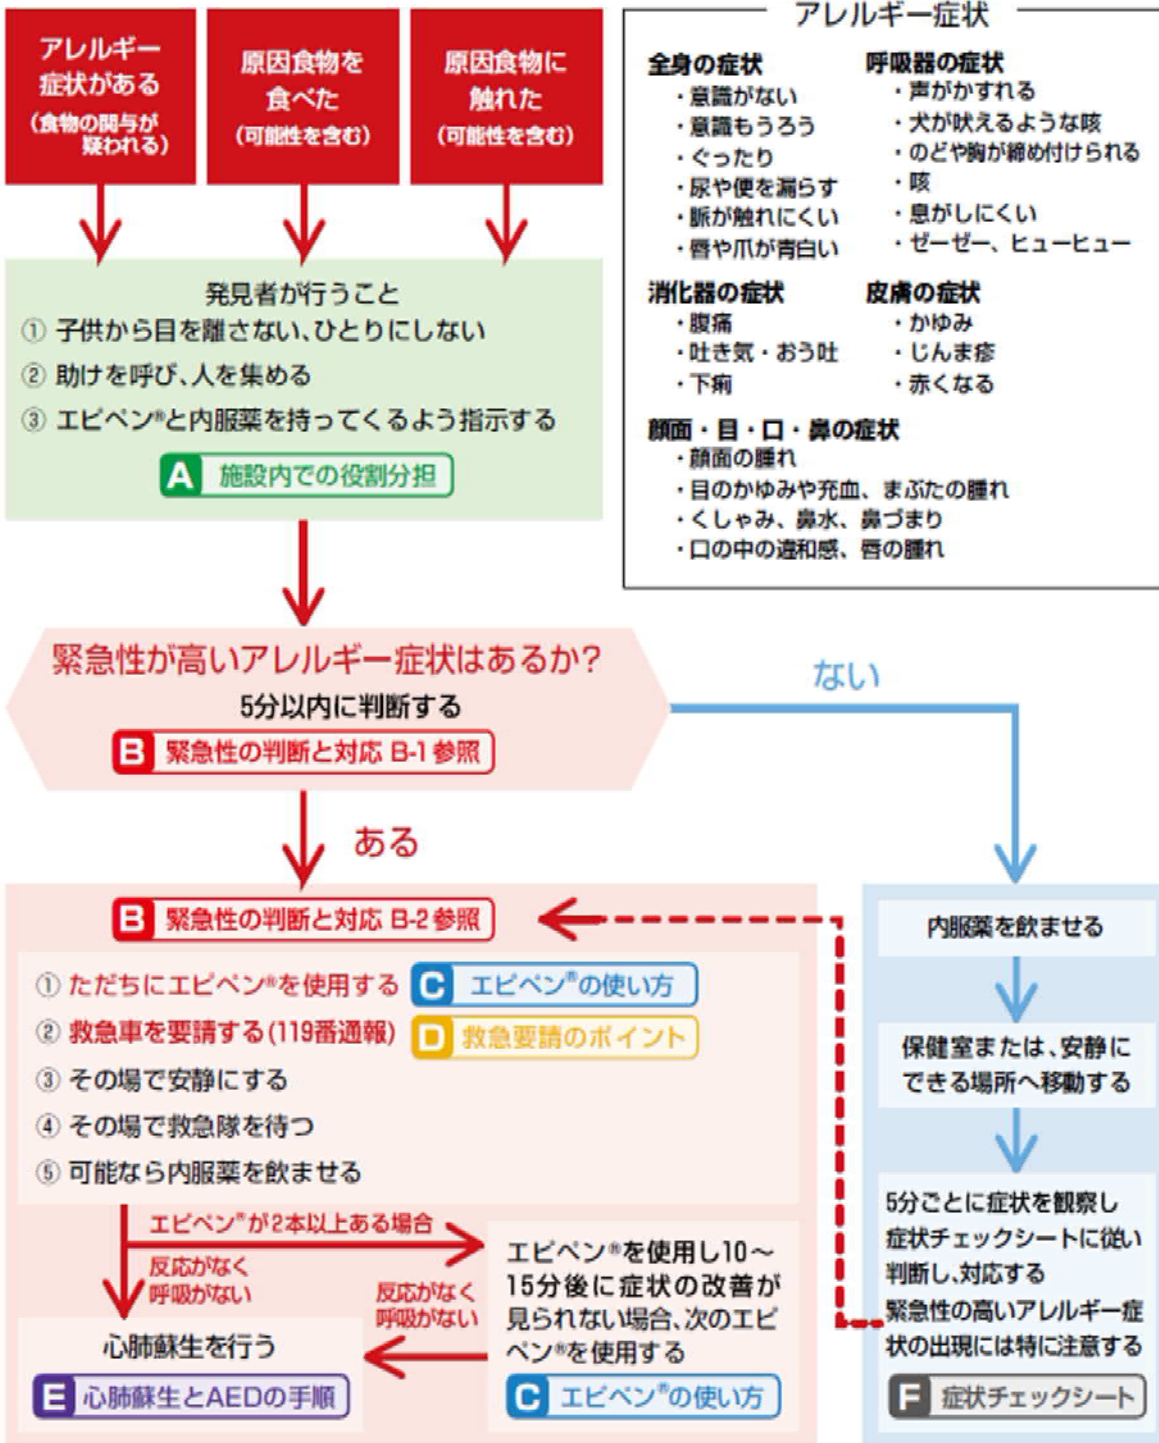 アレルギー
症状がある
（食物の関与が
疑われる）
原因食物を
食べた
（可能性を含む）
原因食物に
触れた
（可能性を含む）
アレルギー症状
全身の症状
・意識がない
・意識もうろう
・ぐったり
・尿や便を漏らす
・脈が触れにくい
・唇や爪が青白い
呼吸器の症状
・声がかすれる
・犬が吠えるような咳
・のどや胸が締め付けられる
・咳
・息がしにくい
・ゼーゼー、ヒューヒュー
消化器の症状
・腹痛
・吐き気・おう吐
・下痢
皮膚の症状
・かゆみ
・じんま疹
・赤くなる
顔面・目・口・鼻の症状
・顔面の腫れ
・目のかゆみや充血、まぶたの腫れ
・くしゃみ、鼻水、鼻づまり
・口の中の違和感、唇の腫れ
発見者が行うこと
① 子供から目を離さない、ひとりにしない
② 助けを呼び、人を集める
③ エピペン®と内服薬を持ってくるよう指示する
A 施設内での役割分担
緊急性が高いアレルギー症状はあるか？
5分以内に判断する
B 緊急性の判断と対応 B-1参照
ない
ある
B 緊急性の判断と対応 B-2参照
① ただちにエピペン®を使用する C エピペン®の使い方
② 救急車を要請する(119番通報) D 救急要請のポイント
③ その場で安静にする
④ その場で救急隊を待つ
⑤ 可能なら内服薬を飲ませる
エピペン®が2本以上ある場合
反応がなく
呼吸がない
反応がなく
呼吸がない
エピペン®を使用し10～
15分後に症状の改善が
見られない場合、次のエピ
ペン®を使用する
C エピペン®の使い方
心肺蘇生を行う
E 心肺蘇生とAEDの手順
内服薬を飲ませる
保健室または、安静に
できる場所へ移動する
5分ごとに症状を観察し
症状チェックシートに従い
判断し、対応する
緊急性の高いアレルギー症
状の出現には特に注意する
F 症状チェックシート